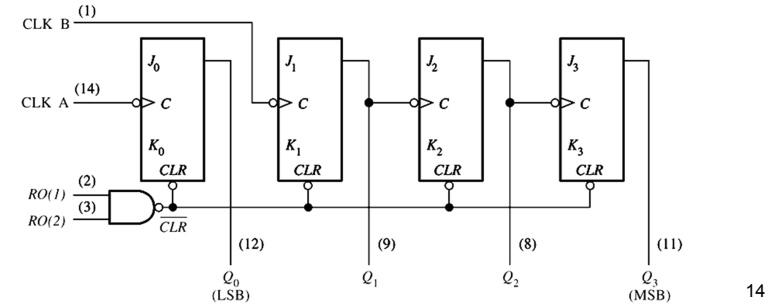 (1)
CLK B
J0 J1 J2 J3
(14)
CLK A C C C C
K0 K1 K2 K3
CLR CLR CLR CLR
(2)
RO(1)
(3)
RO(2)
CLR
(12) (9) (8) (11)
Q0 Q1 Q2 Q3
(LSB) (MSB)
14